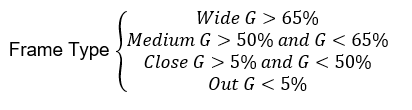 Wide G > 65%
Medium G > 50% and G < 65%
Frame Type
Close G > 5% and G < 50%
Out G < 5%